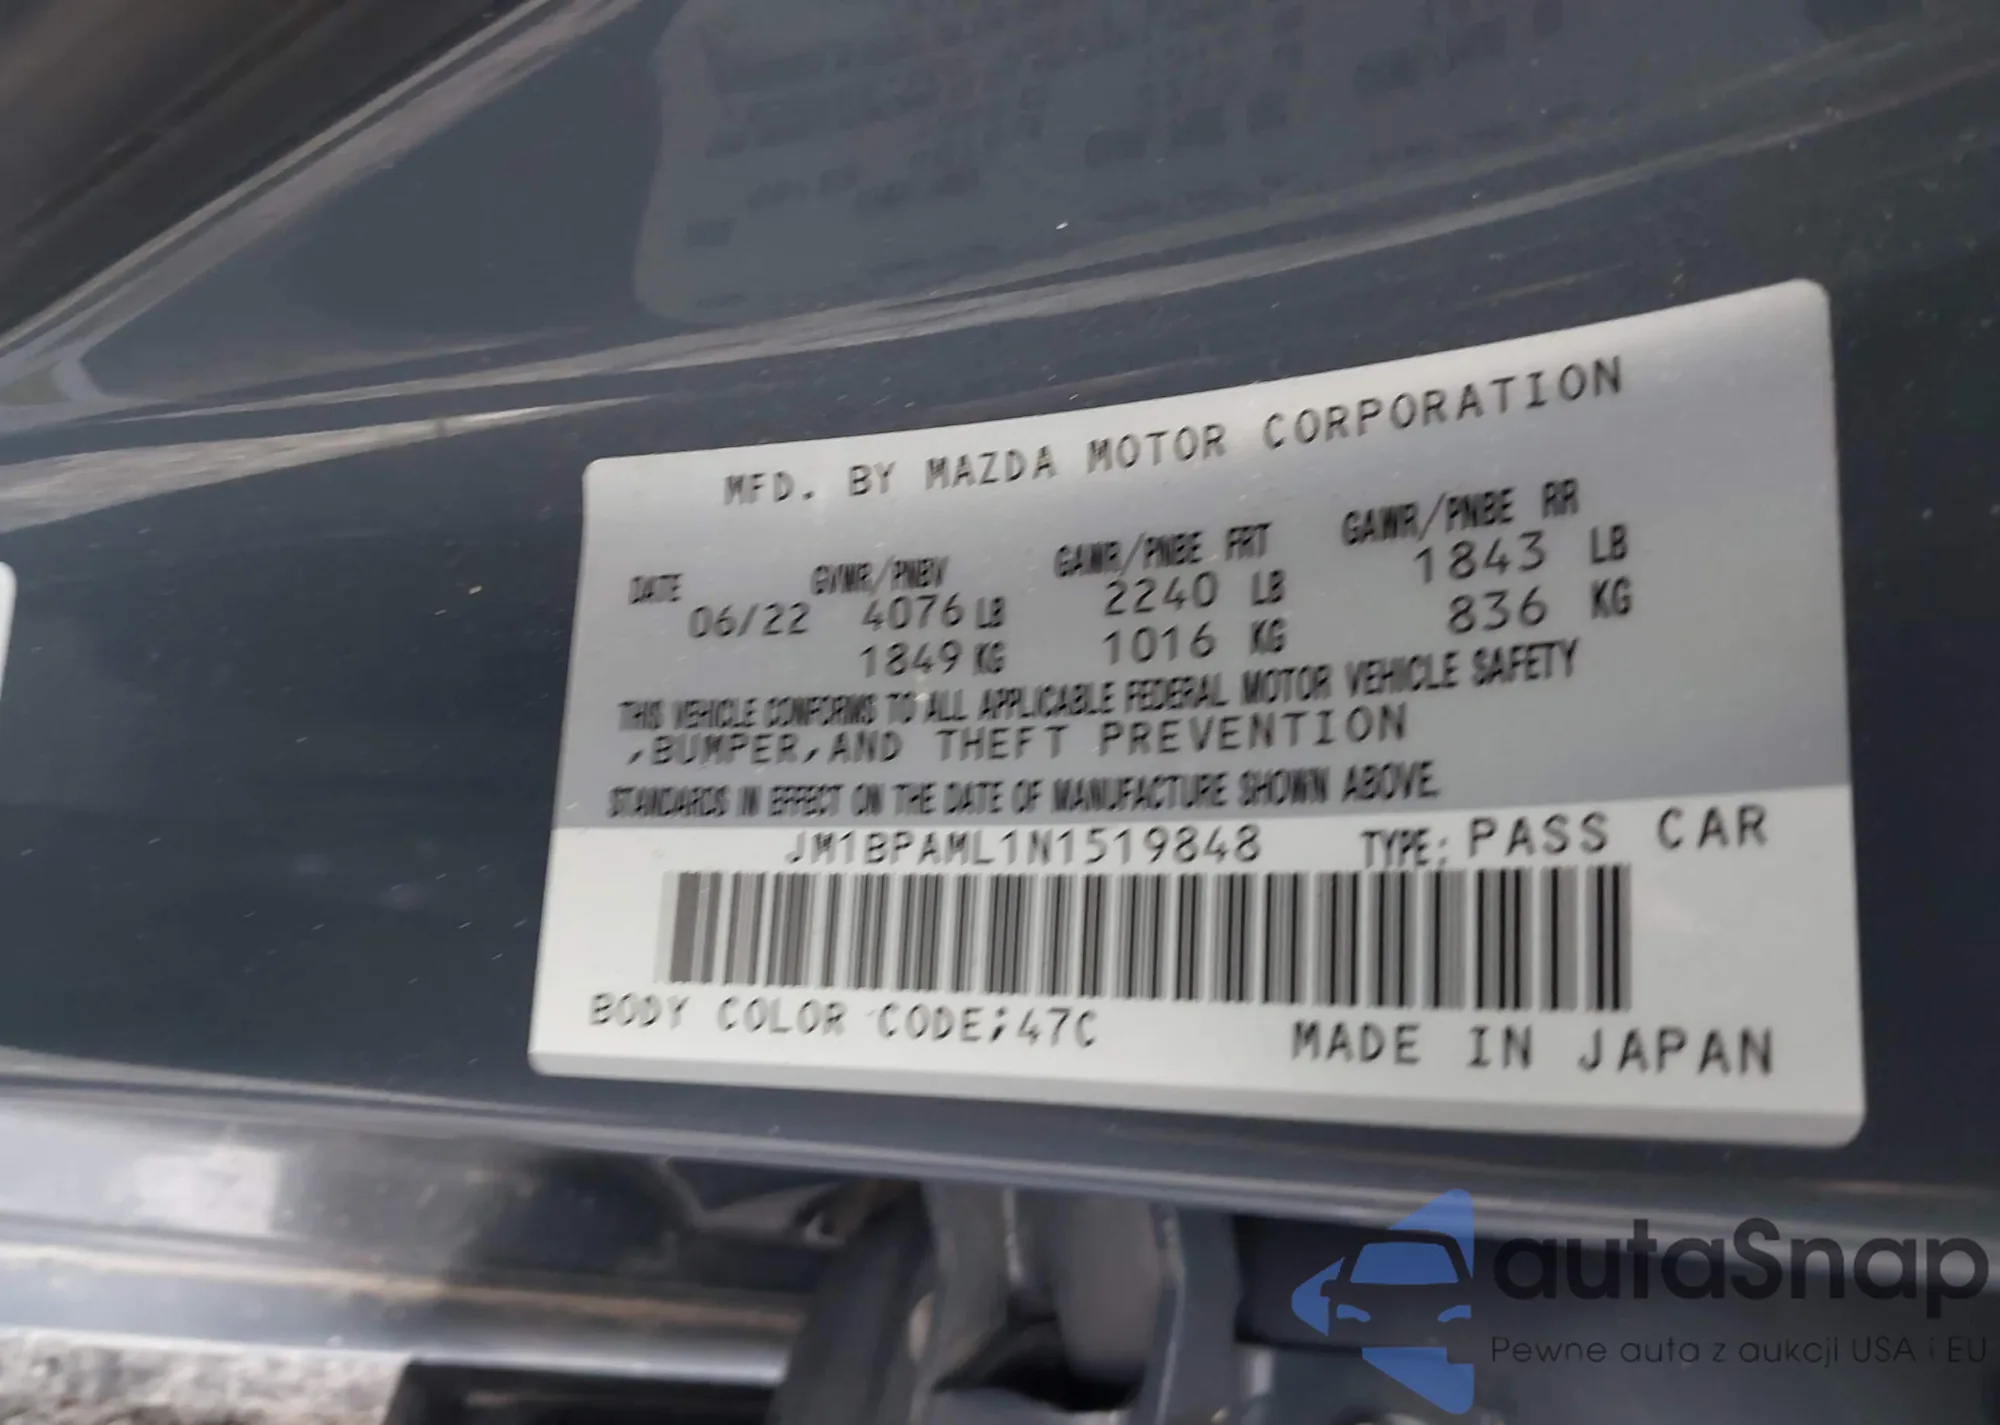 MFD. BY MAZDA MOTOR CORPORATION
DATE GVWR/PNBV GAWR/PNBE FRT GAWR/PNBE RR
06/22 4076 LB 2240 LB 1843 LB
1849 KG 1016 KG 836 KG
THIS VEHICLE CONFORMS TO ALL APPLICABLE FEDERAL MOTOR VEHICLE SAFETY
,BUMPER,AND THEFT PREVENTION
STANDARDS IN EFFECT ON THE DATE OF MANUFACTURE SHOWN ABOVE.
JM1BPAML1N1519848 TYPE: PASS CAR
BODY COLOR CODE;47C MADE IN JAPAN
autoSnap
Pewne auta z aukcji USA i EU